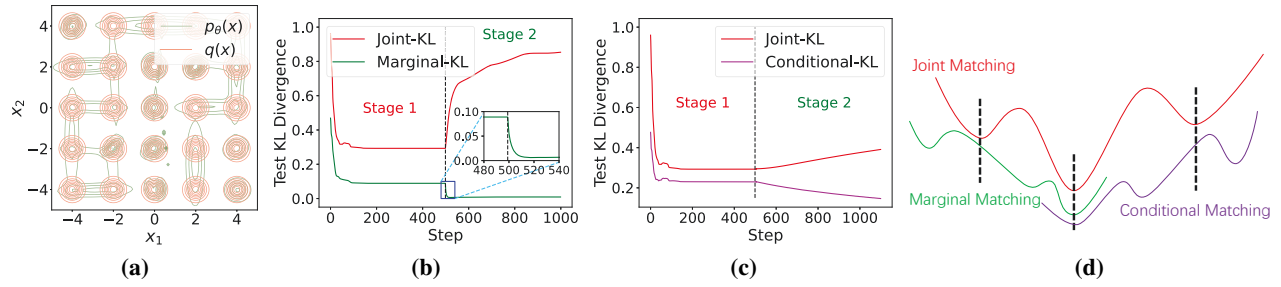 4
2
0
−2
−4
−4
−2
0
2
4
x₂
x₁
pθ(x)
q(x)
(a)
1.0
0.8
0.6
0.4
0.2
0.0
Test KL Divergence
Joint-KL
Marginal-KL
Stage 1
Stage 2
0.10
0.05
0.00
480
500
520
540
0
200
400
600
800
1000
Step
(b)
1.0
0.8
0.6
0.4
0.2
Test KL Divergence
Joint-KL
Conditional-KL
Stage 1
Stage 2
0
200
400
600
800
1000
Step
(c)
Joint Matching
Marginal Matching
Conditional Matching
(d)